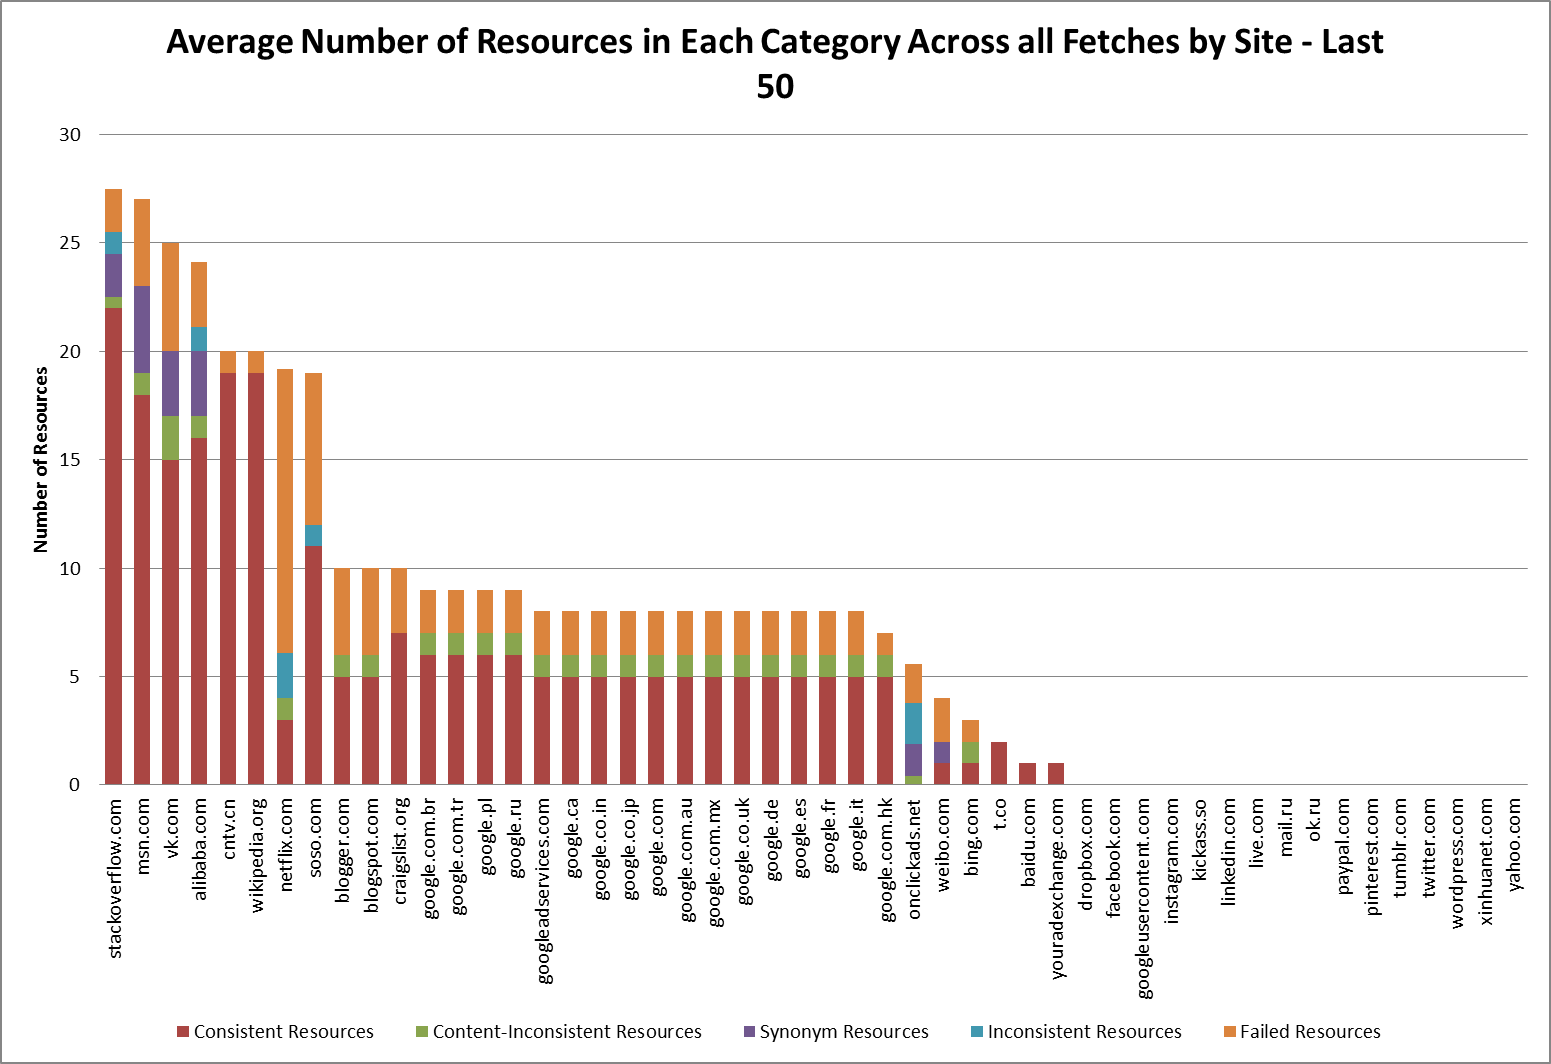 Average Number of Resources in Each Category Across all Fetches by Site - Last
50
30
25
20
15
10
5
0
Number of Resources
stackoverflow.com
msn.com
vk.com
alibaba.com
cntv.cn
wikipedia.org
netflix.com
soso.com
blogger.com
blogspot.com
craigslist.org
google.com.br
google.com.tr
google.pl
google.ru
googleadservices.com
google.ca
google.co.in
google.co.jp
google.com
google.com.au
google.com.mx
google.co.uk
google.de
google.es
google.fr
google.it
google.com.hk
onclickads.net
weibo.com
bing.com
t.co
baidu.com
youradexchange.com
dropbox.com
facebook.com
googleusercontent.com
instagram.com
kickass.so
linkedin.com
live.com
mail.ru
ok.ru
paypal.com
pinterest.com
tumblr.com
twitter.com
wordpress.com
xinhuanet.com
yahoo.com
Consistent Resources
Content-Inconsistent Resources
Synonym Resources
Inconsistent Resources
Failed Resources